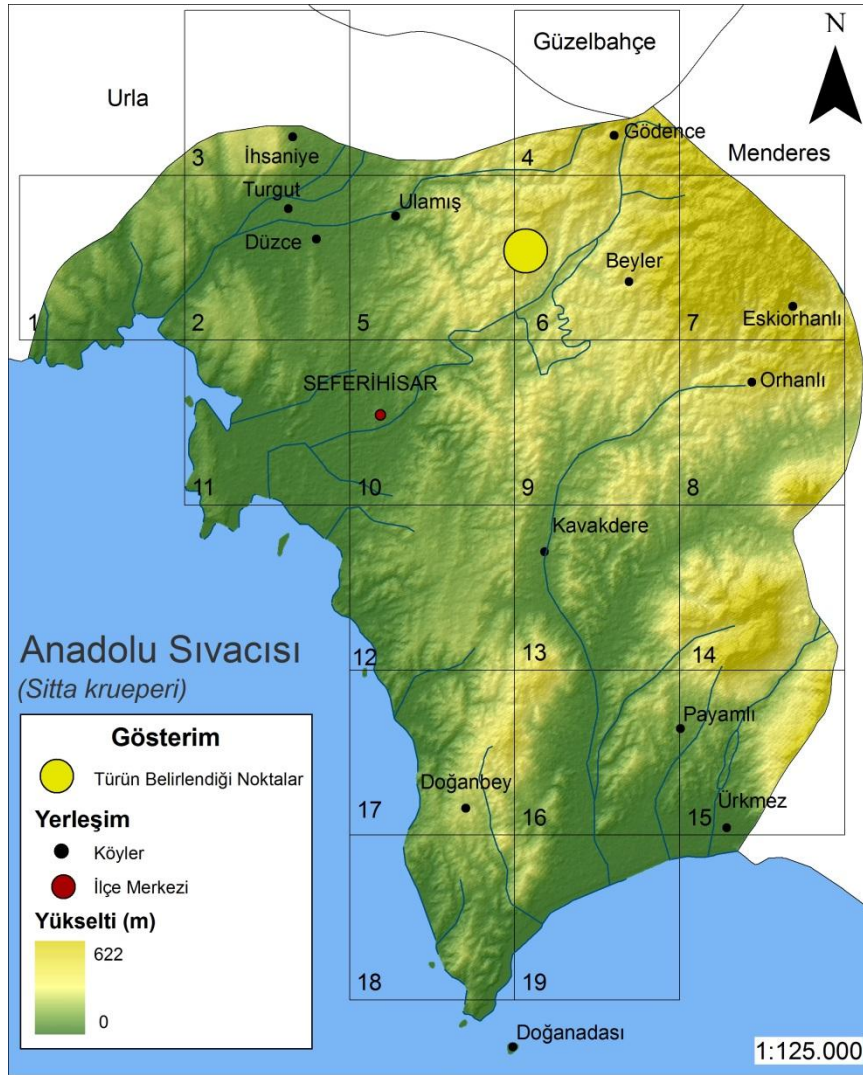 N
Güzelbahçe
Urla
3
4
Gödence
İhsaniye
Menderes
Turgut
Ulamış
Düzce
Beyler
Eskiorhanlı
1
2
5
6
7
SEFERİHİSAR
Orhanlı
11
10
9
8
Kavakdere
Anadolu Sıvacısı
(Sitta krueperi)
12
13
14
Gösterim
Türün Belirlendiği Noktalar
Yerleşim
Köyler
İlçe Merkezi
Yükselti (m)
622
0
Payamlı
Doğanbey
Ürkmez
17
16
15
18
19
Doğanadası
1:125.000